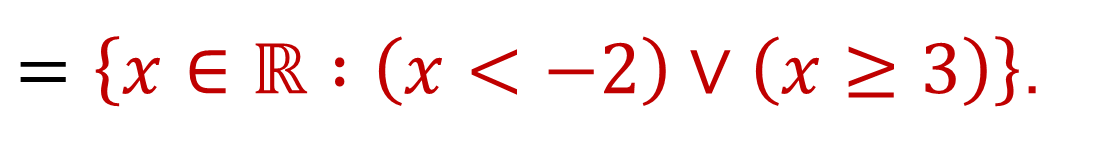 = {x ∈ ℝ : (x < −2) ∨ (x ≥ 3)}.